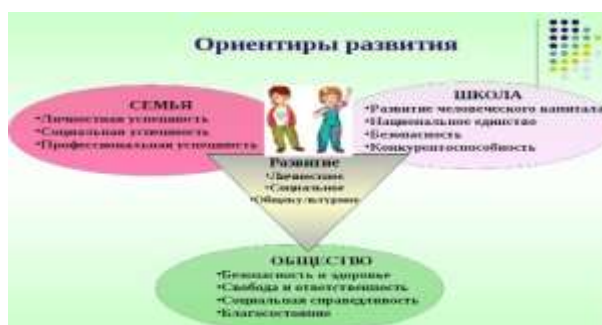 Ориентиры развития
СЕМЬЯ
•Личностная успешность
•Социальная успешность
•Профессиональная успешность
ШКОЛА
•Развитие человеческого капитала
•Национальное единство
•Безопасность
•Конкурентоспособность
Развитие
•Личностное
•Социальное
•Общекультурное
ОБЩЕСТВО
•Безопасность и здоровье
•Свобода и ответственность
•Социальная справедливость
•Благосостояние